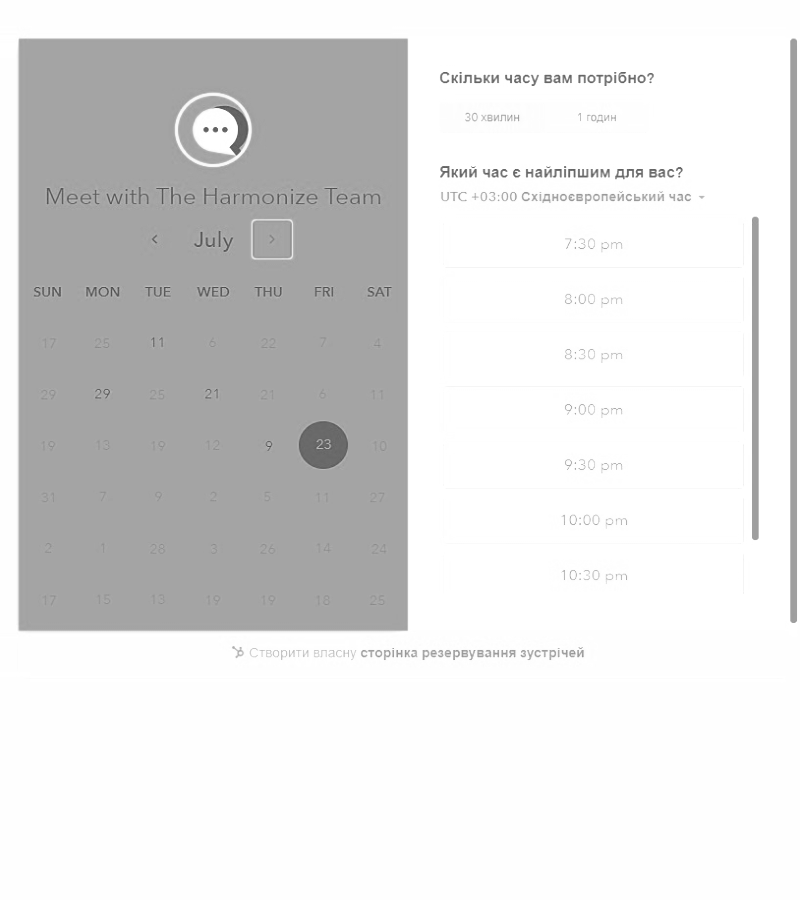 Meet with The Harmonize Team
July
SUN MON TUE WED THU FRI SAT
17 25 11 6 22 7 4
29 29 25 21 21 6 11
19 13 19 12 9 23 10
31 7 9 2 5 11 27
2 1 28 3 26 14 24
17 15 13 19 19 18 25
Скільки часу вам потрібно?
30 хвилин 1 годин
Який час є найліпшим для вас?
UTC +03:00 Східноєвропейський час
7:30 pm
8:00 pm
8:30 pm
9:00 pm
9:30 pm
10:00 pm
10:30 pm
Створити власну сторінка резервування зустрічей